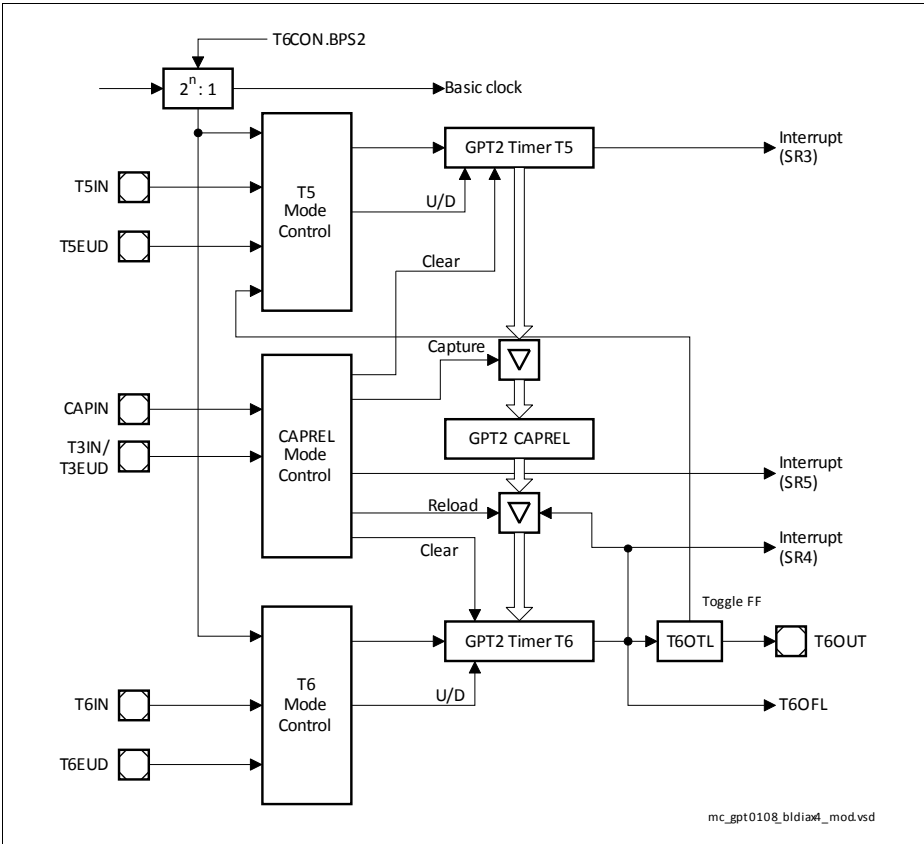 T6CON.BPS2
2ⁿ : 1
Basic clock
T5IN
T5EUD
T5
Mode
Control
GPT2 Timer T5
U/D
Clear
Interrupt
(SR3)
Capture
CAPIN
T3IN/
T3EUD
CAPREL
Mode
Control
GPT2 CAPREL
Interrupt
(SR5)
Reload
Clear
Interrupt
(SR4)
Toggle FF
GPT2 Timer T6
T6OTL
T6OUT
T6IN
T6EUD
T6
Mode
Control
U/D
T6OFL
mc_gpt0108_bldiax4_mod.vsd